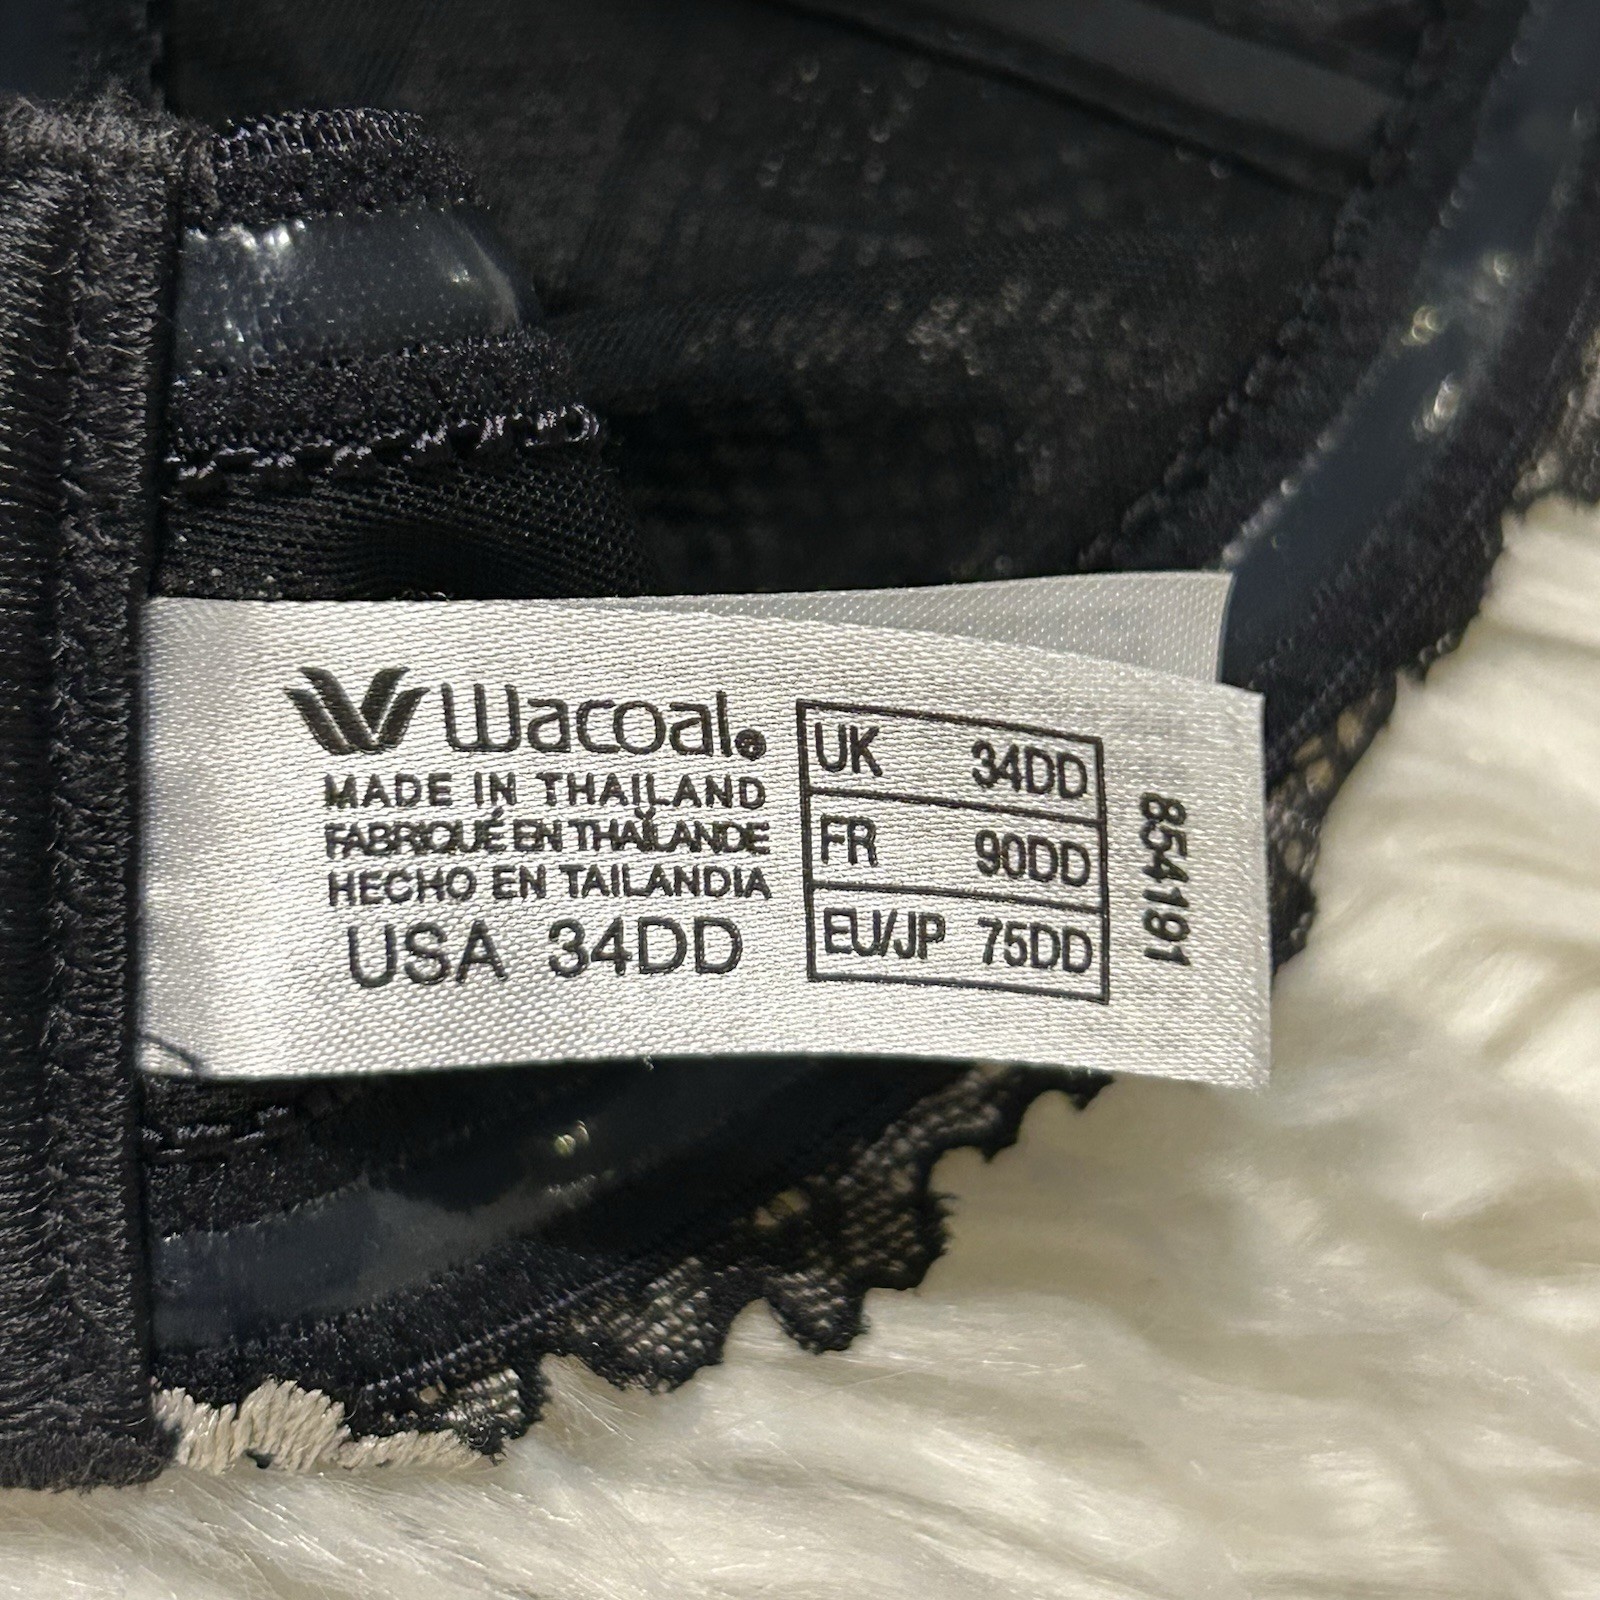 Wacoal®
MADE IN THAILAND
FABRIQUÉ EN THAÏLANDE
HECHO EN TAILANDIA
USA 34DD
UK 34DD
FR 90DD
EU/JP 75DD
854191